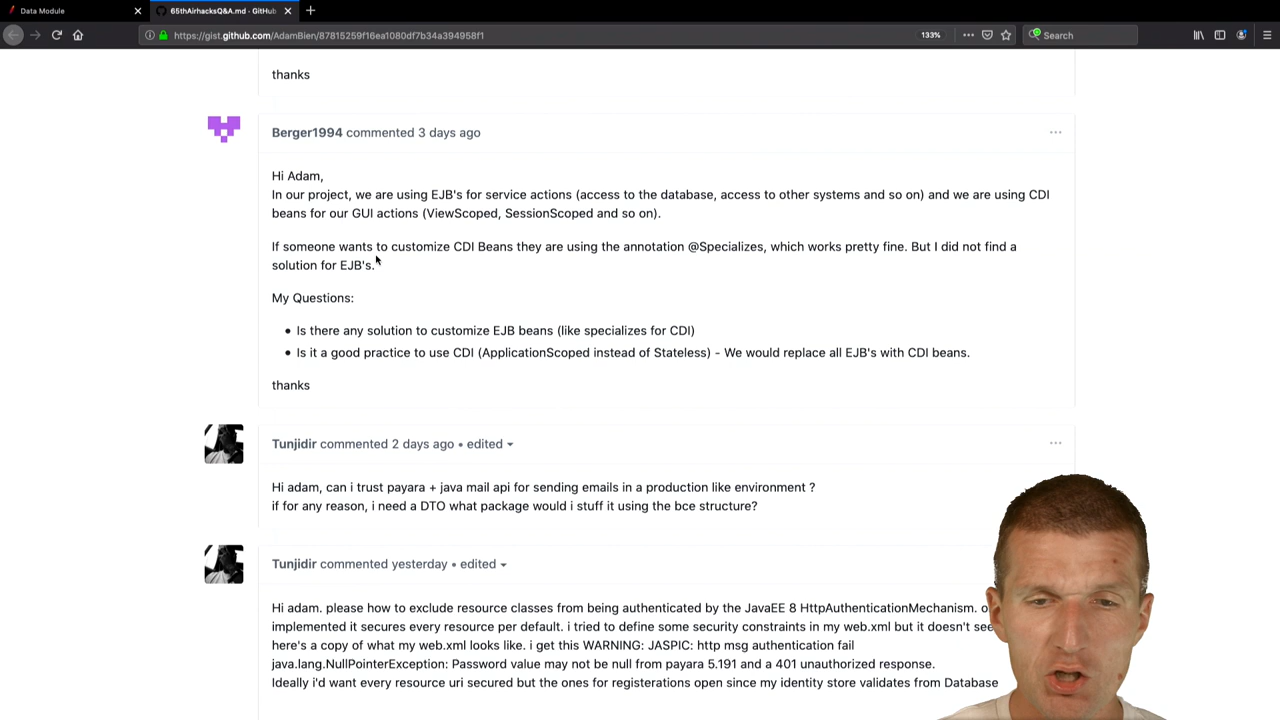 Data Module
65thAirhacksQ&A.md · GitHub
https://gist.github.com/AdamBien/87815259f16ea1080df7b34a394958f1
133%
Search
thanks
Berger1994 commented 3 days ago
Hi Adam,
In our project, we are using EJB's for service actions (access to the database, access to other systems and so on) and we are using CDI
beans for our GUI actions (ViewScoped, SessionScoped and so on).
If someone wants to customize CDI Beans they are using the annotation @Specializes, which works pretty fine. But I did not find a
solution for EJB's.
My Questions:
• Is there any solution to customize EJB beans (like specializes for CDI)
• Is it a good practice to use CDI (ApplicationScoped instead of Stateless) - We would replace all EJB's with CDI beans.
thanks
Tunjidir commented 2 days ago • edited
Hi adam, can i trust payara + java mail api for sending emails in a production like environment ?
if for any reason, i need a DTO what package would i stuff it using the bce structure?
Tunjidir commented yesterday • edited
Hi adam. please how to exclude resource classes from being authenticated by the JavaEE 8 HttpAuthenticationMechanism.
implemented it secures every resource per default. i tried to define some security constraints in my web.xml but it doesn't
here's a copy of what my web.xml looks like. i get this WARNING: JASPIC: http msg authentication fail
java.lang.NullPointerException: Password value may not be null from payara 5.191 and a 401 unauthorized response.
Ideally i'd want every resource uri secured but the ones for registerations open since my identity store validates from Database